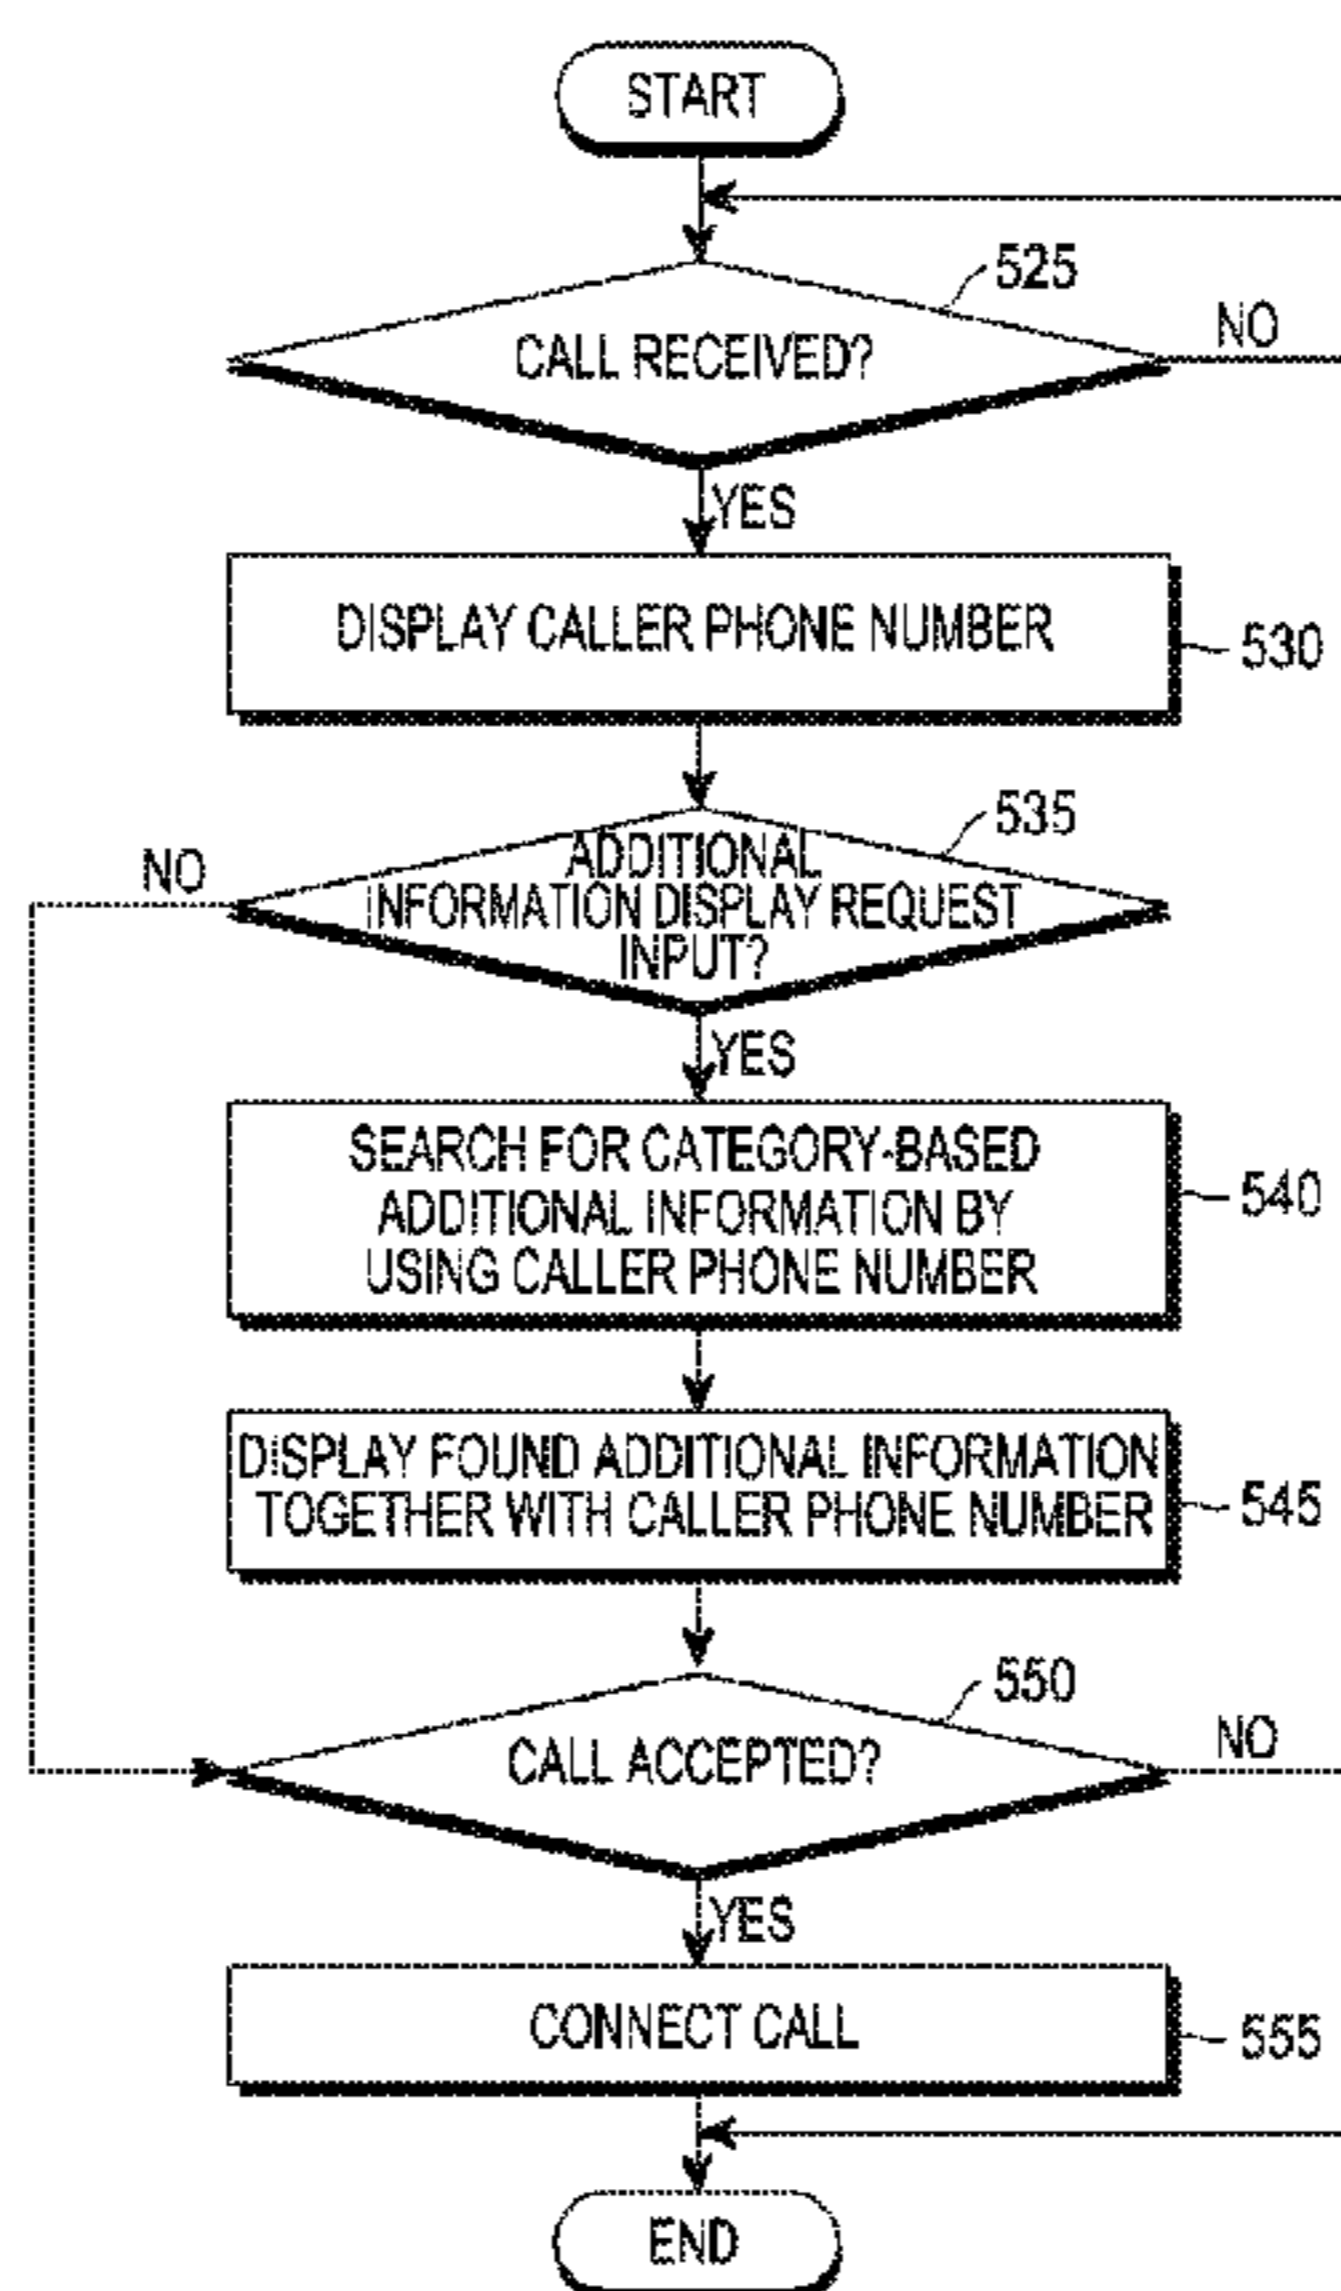 START
525
CALL RECEIVED?
NO
YES
DISPLAY CALLER PHONE NUMBER
530
535
NO
ADDITIONAL
INFORMATION DISPLAY REQUEST
INPUT?
YES
SEARCH FOR CATEGORY-BASED
ADDITIONAL INFORMATION BY
USING CALLER PHONE NUMBER
540
DISPLAY FOUND ADDITIONAL INFORMATION
TOGETHER WITH CALLER PHONE NUMBER
545
550
CALL ACCEPTED?
NO
YES
CONNECT CALL
555
END